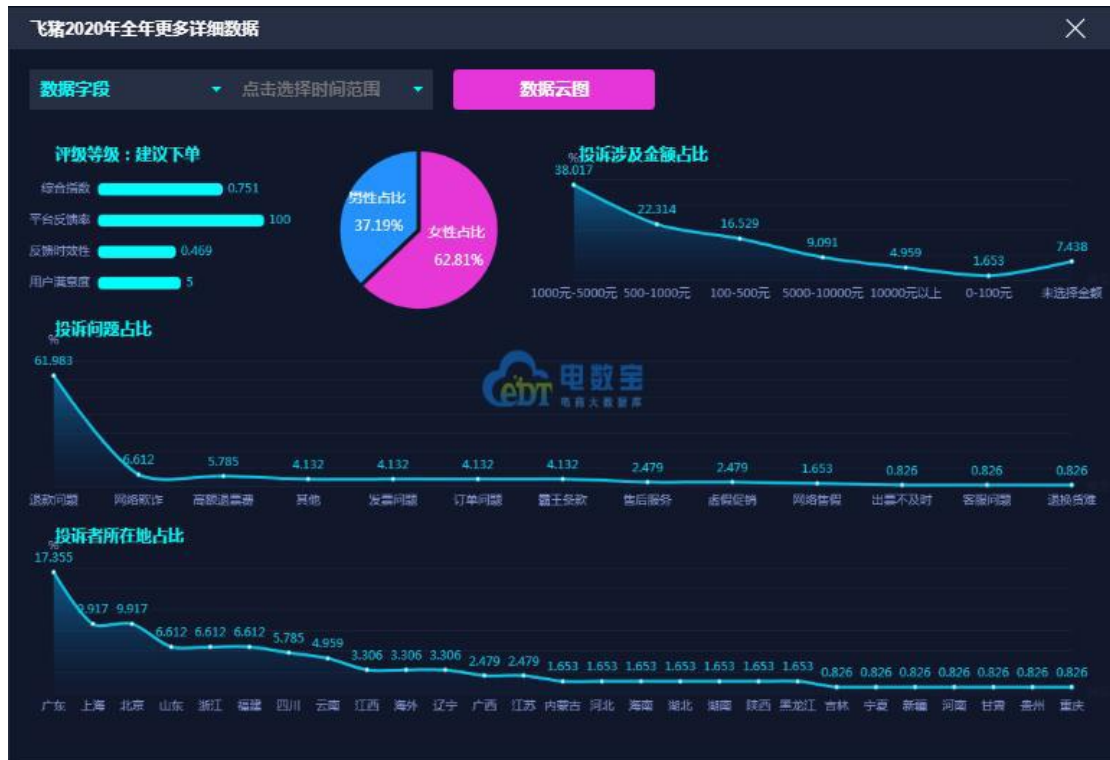 飞猪2020年全年更多详细数据
数据字段 点击选择时间范围 数据云图
评级等级：建议下单
综合指数 0.751
平台反馈率 100
反馈时效性 0.469
用户满意度 5
男性占比
37.19%
女性占比
62.81%
投诉涉及金额占比
%
38.017 22.314 16.529 9.091 4.959 1.653 7.438
1000元-5000元 500-1000元 100-500元 5000-10000元 10000元以上 0-100元 未选择金额
投诉问题占比
%
61.983 6.612 5.785 4.132 4.132 4.132 4.132 2.479 2.479 1.653 0.826 0.826 0.826
退款问题 网络欺诈 高额退票费 其他 发票问题 订单问题 霸王条款 售后服务 虚假促销 网络售假 出票不及时 客服问题 退换货难
ebT 电数宝
电商大数据库
投诉者所在地占比
%
17.355 9.917 9.917 6.612 6.612 6.612 5.785 4.959 3.306 3.306 3.306 2.479 2.479 1.653 1.653 1.653 1.653 1.653 1.653 1.653 0.826 0.826 0.826 0.826 0.826 0.826 0.826
广东 上海 北京 山东 浙江 福建 四川 云南 江西 海外 辽宁 广西 江苏 内蒙古 河北 海南 湖北 湖南 陕西 黑龙江 吉林 宁夏 新疆 河南 甘肃 贵州 重庆